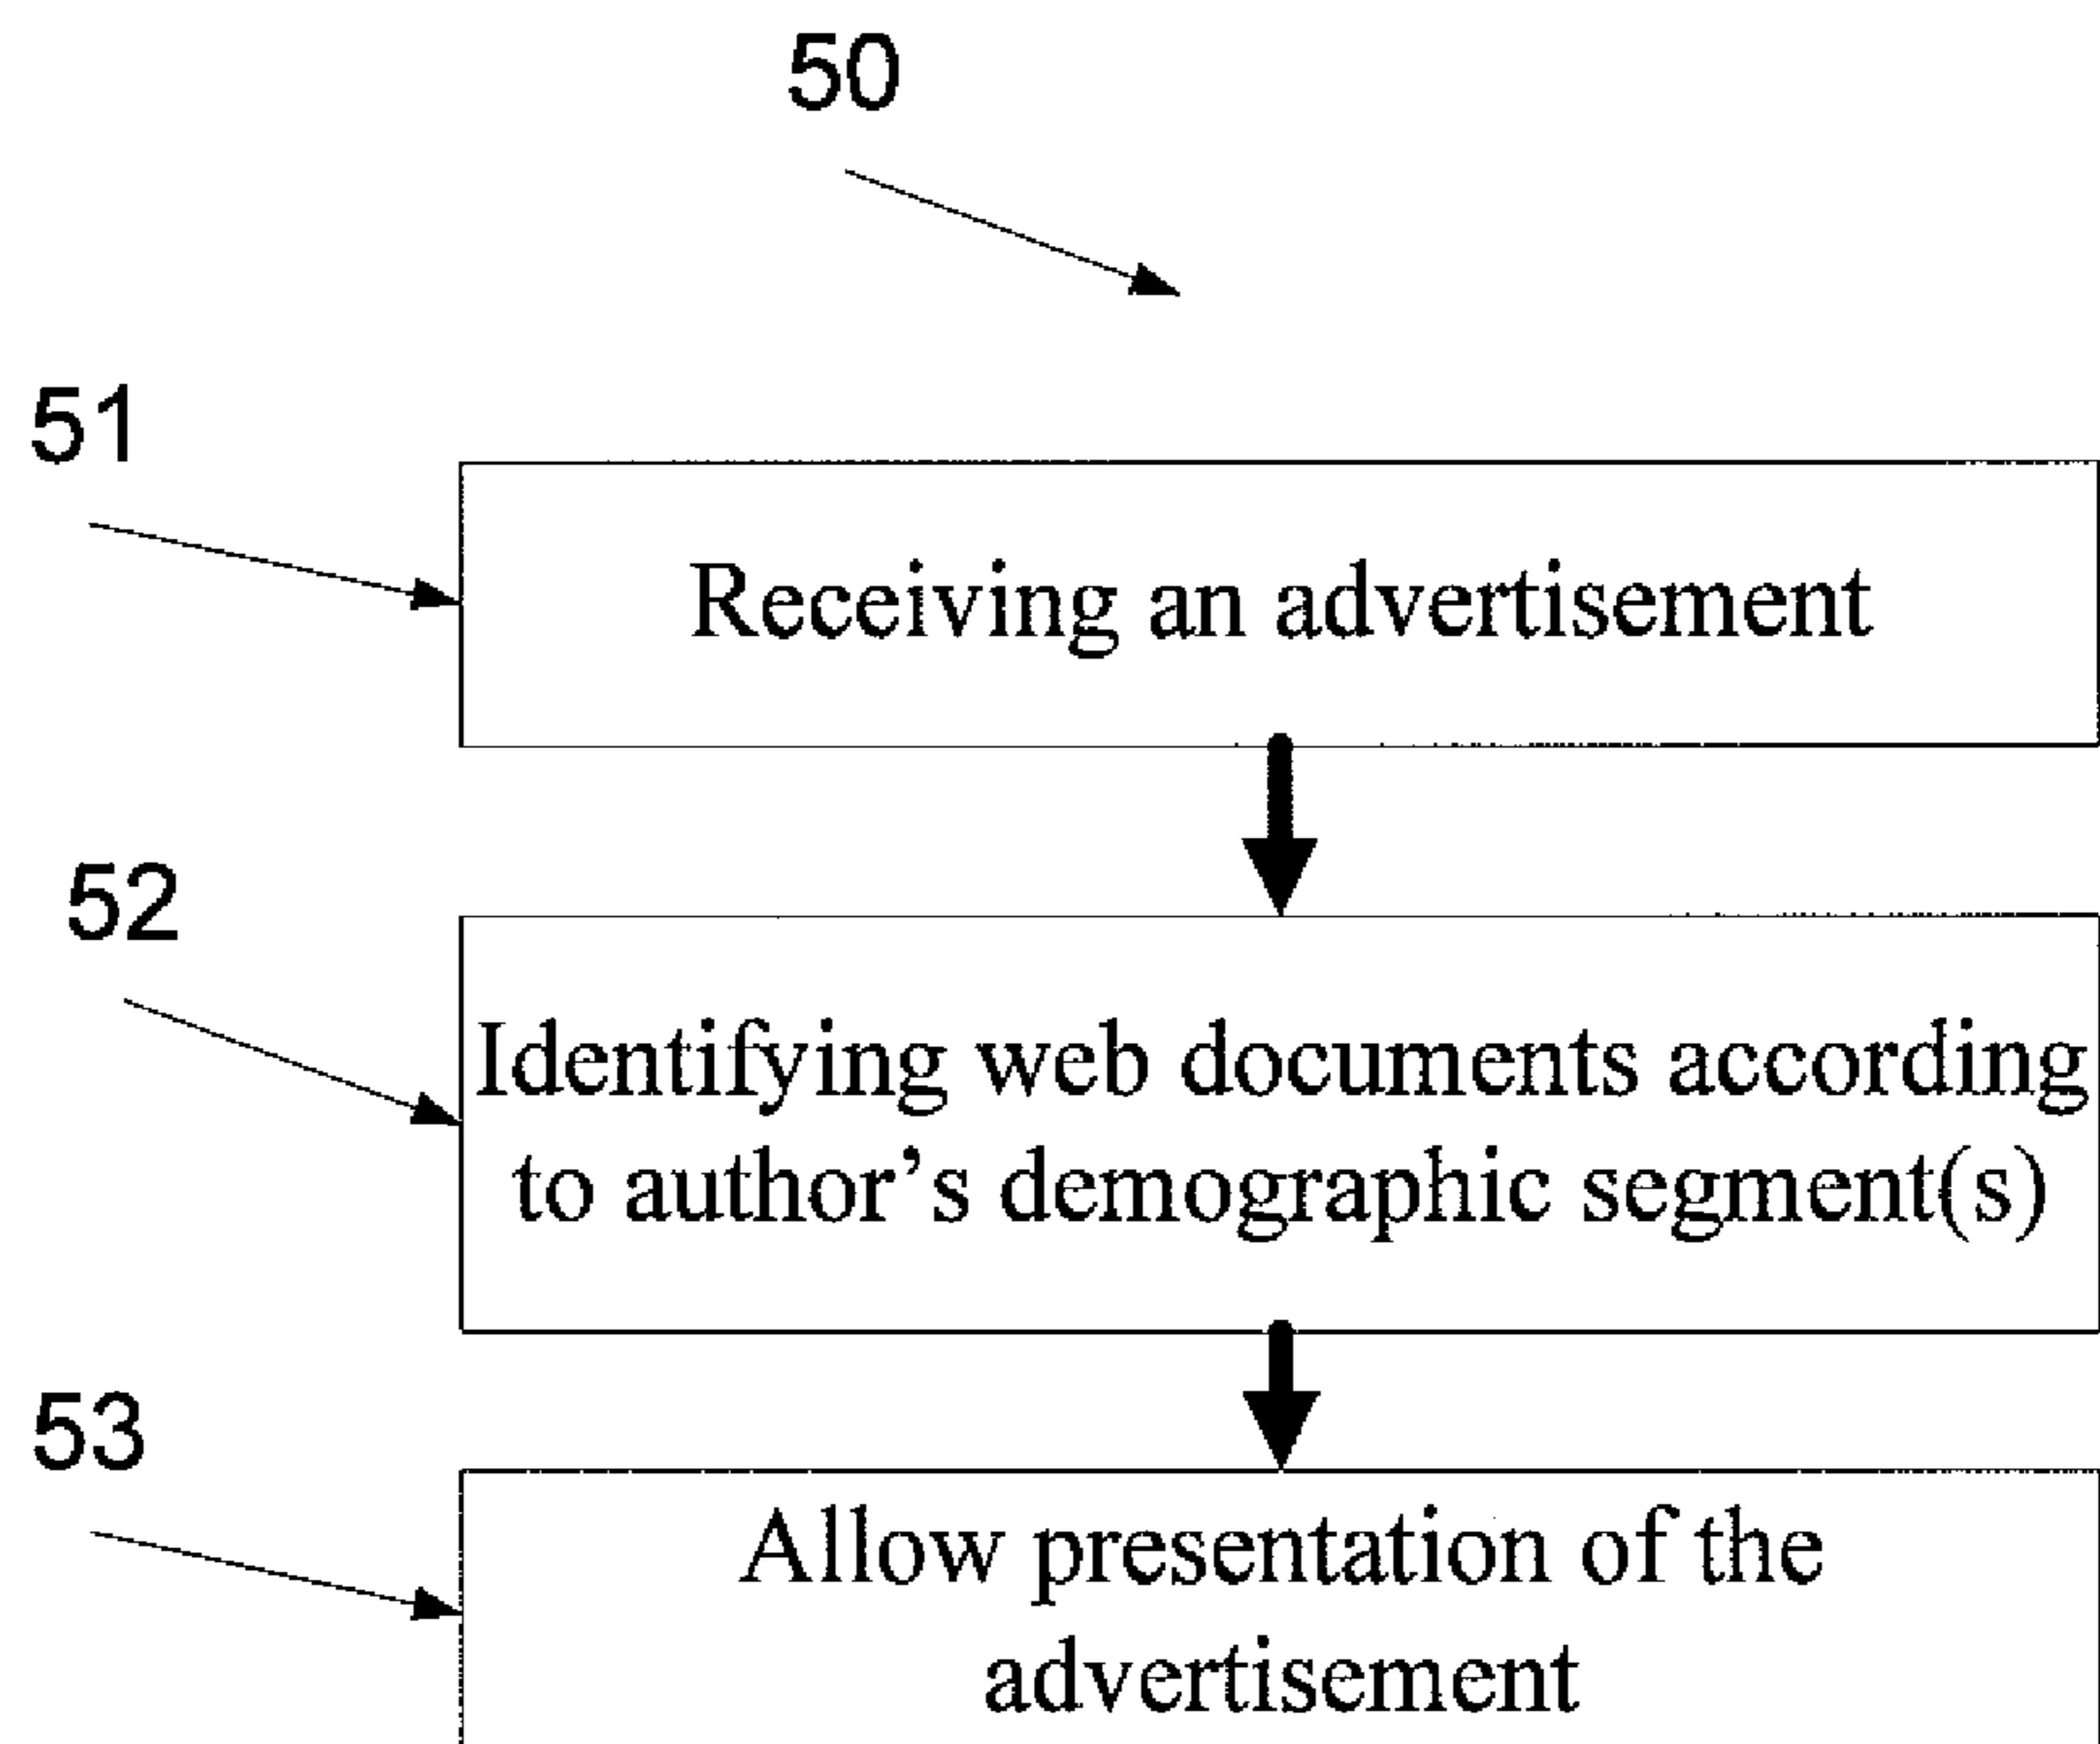 50
51
Receiving an advertisement
52
Identifying web documents according
to author's demographic segment(s)
53
Allow presentation of the
advertisement